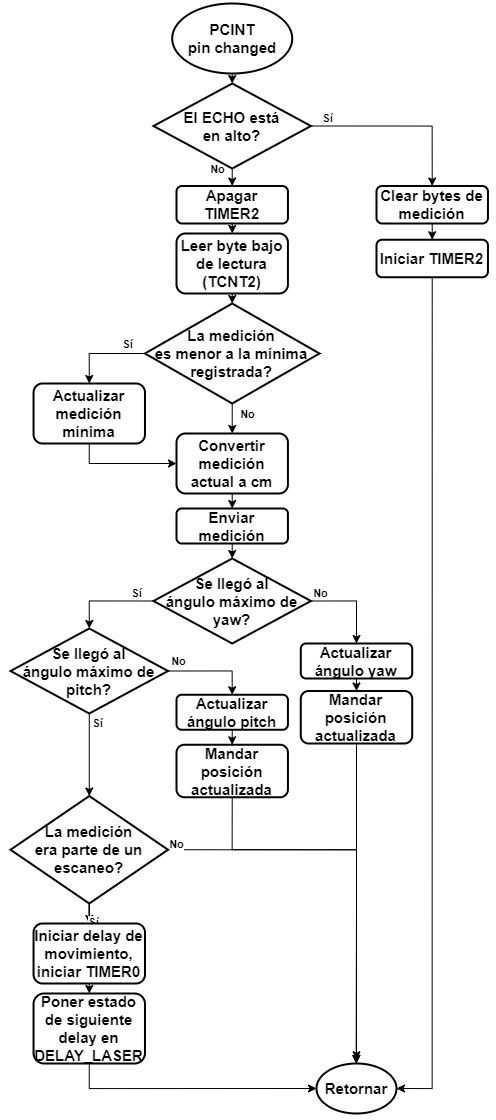 PCINT
pin changed
El ECHO está
en alto?
Sí
No
Apagar
TIMER2
Clear bytes de
medición
Leer byte bajo
de lectura
(TCNT2)
Iniciar TIMER2
La medición
es menor a la mínima
registrada?
Sí
No
Actualizar
medición
mínima
Convertir
medición
actual a cm
Enviar
medición
Se llegó al
ángulo máximo de
yaw?
Sí
No
Se llegó al
ángulo máximo de
pitch?
No
Sí
Actualizar
ángulo yaw
Mandar
posición
actualizada
Actualizar
ángulo pitch
Mandar
posición
actualizada
La medición
era parte de un
escaneo?
No
Sí
Iniciar delay de
movimiento,
iniciar TIMER0
Poner estado
de siguiente
delay en
DELAY_LASER
Retornar